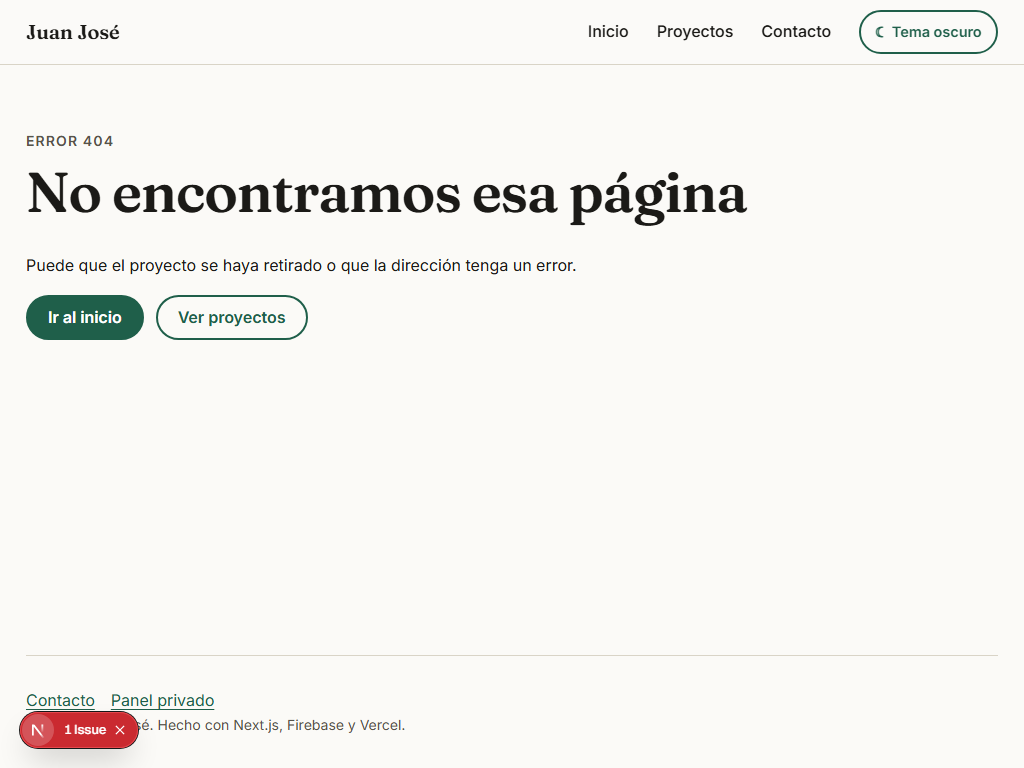 Juan José
Inicio
Proyectos
Contacto
Tema oscuro
ERROR 404
No encontramos esa página
Puede que el proyecto se haya retirado o que la dirección tenga un error.
Ir al inicio
Ver proyectos
Contacto
Panel privado
sé. Hecho con Next.js, Firebase y Vercel.
N
1 Issue